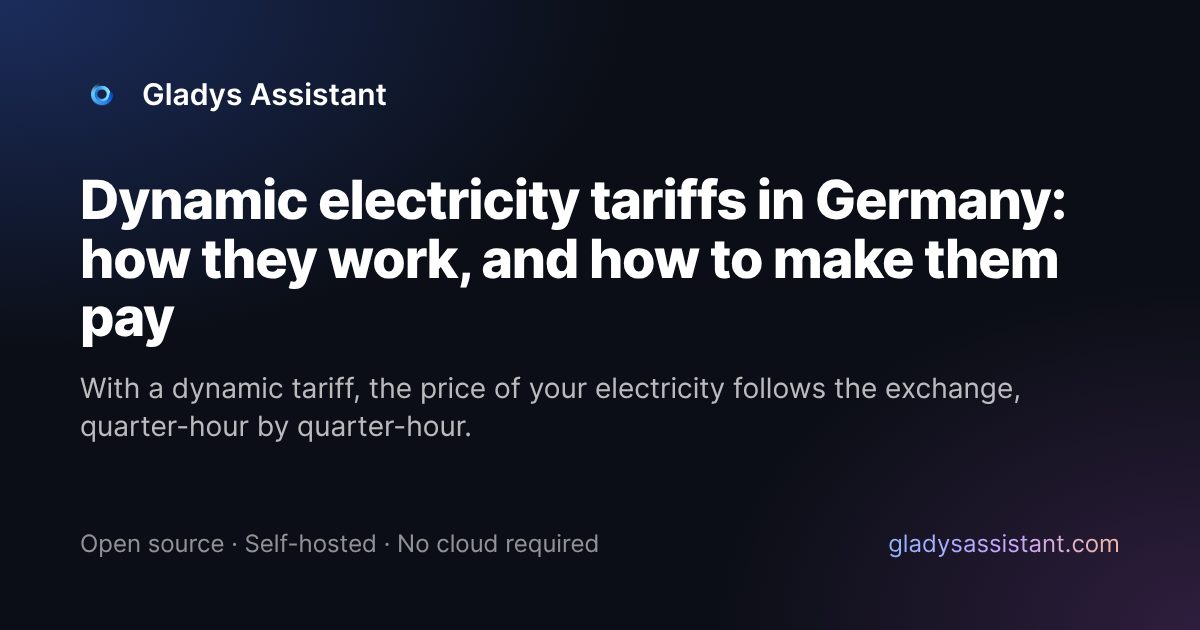 Gladys Assistant
Dynamic electricity tariffs in Germany:
how they work, and how to make them
pay
With a dynamic tariff, the price of your electricity follows the exchange,
quarter-hour by quarter-hour.
Open source · Self-hosted · No cloud required
gladysassistant.com